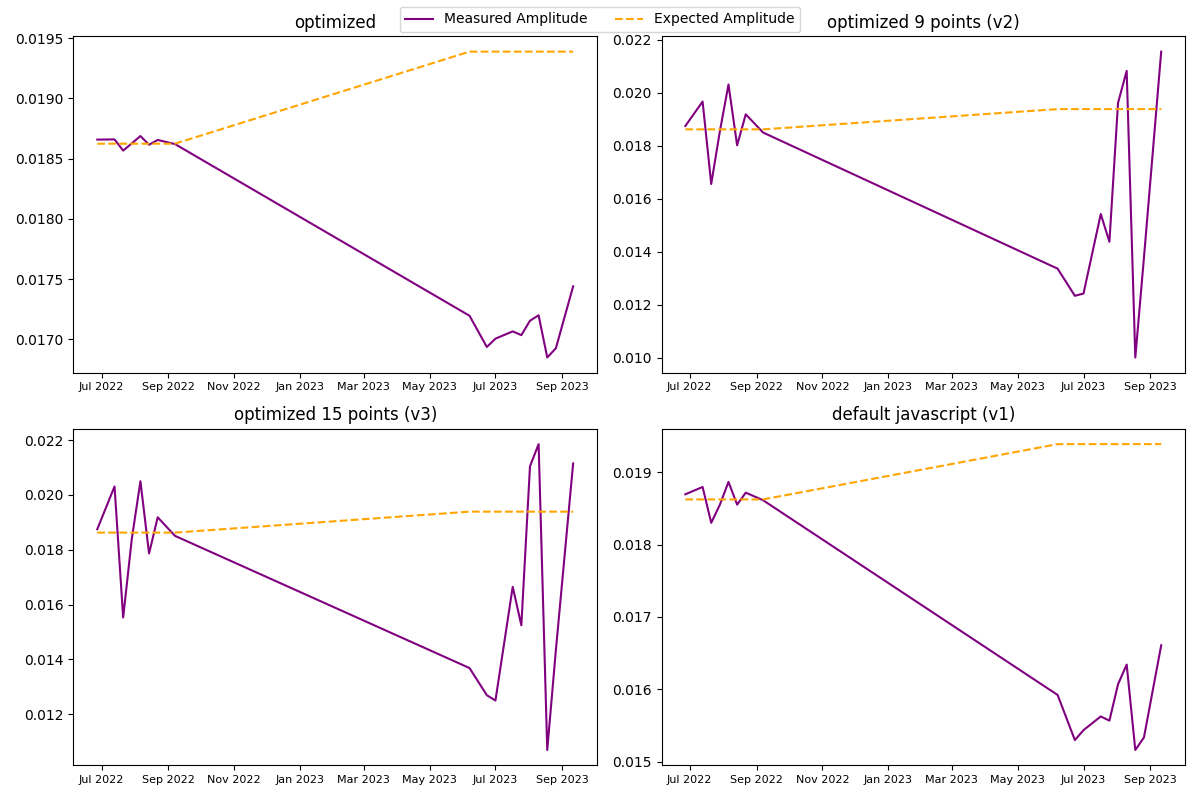 Measured Amplitude Expected Amplitude
optimized
0.0195
0.0190
0.0185
0.0180
0.0175
0.0170
Jul 2022 Sep 2022 Nov 2022 Jan 2023 Mar 2023 May 2023 Jul 2023 Sep 2023
optimized 9 points (v2)
0.022
0.020
0.018
0.016
0.014
0.012
0.010
Jul 2022 Sep 2022 Nov 2022 Jan 2023 Mar 2023 May 2023 Jul 2023 Sep 2023
optimized 15 points (v3)
0.022
0.020
0.018
0.016
0.014
0.012
Jul 2022 Sep 2022 Nov 2022 Jan 2023 Mar 2023 May 2023 Jul 2023 Sep 2023
default javascript (v1)
0.019
0.018
0.017
0.016
0.015
Jul 2022 Sep 2022 Nov 2022 Jan 2023 Mar 2023 May 2023 Jul 2023 Sep 2023